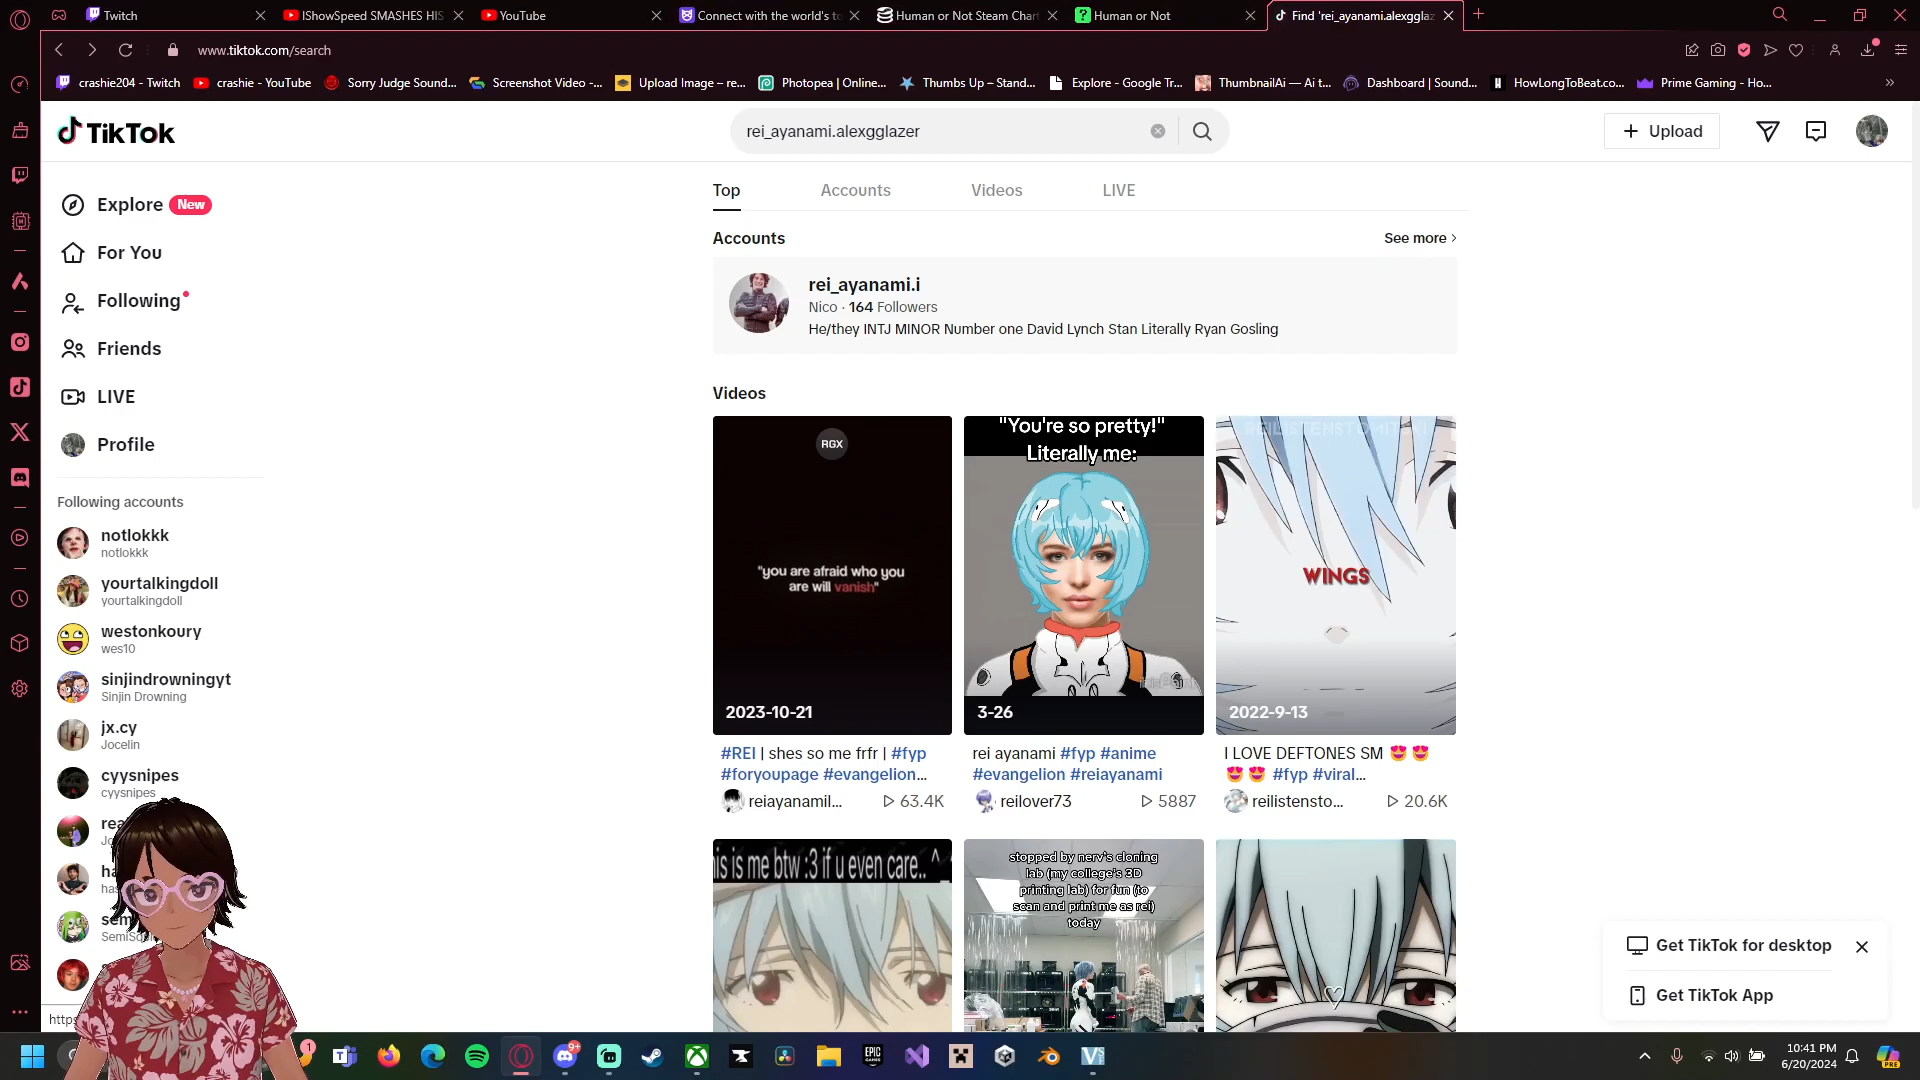 Twitch
IShowSpeed SMASHES HIS
YouTube
Connect with the world's to
Human or Not Steam Char
Human or Not
Find 'rei_ayanami.alexgglaz
www.tiktok.com/search
crashie204 - Twitch
crashie - YouTube
Sorry Judge Sound...
Screenshot Video -...
Upload Image – re...
Photopea | Online...
Thumbs Up – Stand...
Explore - Google Tr...
ThumbnailAi — Ai t...
Dashboard | Sound...
HowLongToBeat.co...
Prime Gaming - Ho...
TikTok
rei_ayanami.alexgglazer
Upload
Explore New
For You
Following
Friends
LIVE
Profile
Following accounts
notlokkk
notlokkk
yourtalkingdoll
yourtalkingdoll
westonkoury
wes10
sinjindrowningyt
Sinjin Drowning
jx.cy
Jocelin
cyysnipes
cyysnipes
Top
Accounts
Videos
LIVE
Accounts
See more
rei_ayanami.i
Nico · 164 Followers
He/they INTJ MINOR Number one David Lynch Stan Literally Ryan Gosling
Videos
RGX
"you are afraid who you
are will vanish"
2023-10-21
#REI | shes so me frfr | #fyp
#foryoupage #evangelion...
reiayanamil...
63.4K
"You're so pretty!"
Literally me:
3-26
rei ayanami #fyp #anime
#evangelion #reiayanami
reilover73
5887
WINGS
2022-9-13
I LOVE DEFTONES SM 😍😍
😍😍 #fyp #viral...
reilistensto...
20.6K
is is me btw :3 if u even care.. ^_
stopped by nerv's cloning
lab (my college's 3D
printing lab) for fun (to
scan and print me as rei)
today
Get TikTok for desktop
Get TikTok App
https
1
9+
10:41 PM
6/20/2024
PRE